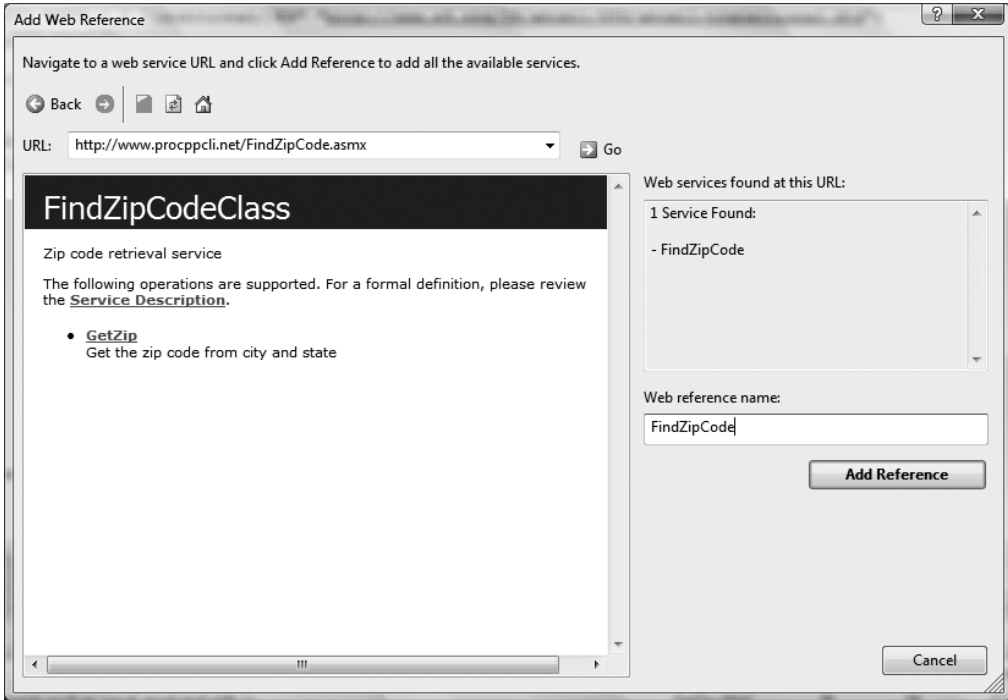 Add Web Reference
Navigate to a web service URL and click Add Reference to add all the available services.
Back
URL: http://www.procppcli.net/FindZipCode.asmx Go
FindZipCodeClass
Zip code retrieval service
The following operations are supported. For a formal definition, please review
the Service Description.
• GetZip
Get the zip code from city and state
Web services found at this URL:
1 Service Found:
- FindZipCode
Web reference name:
FindZipCode
Add Reference
Cancel